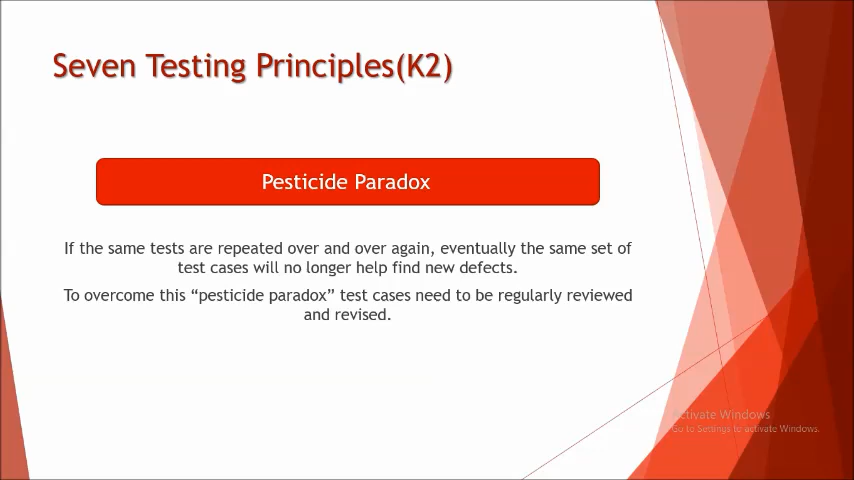 Seven Testing Principles(K2)
Pesticide Paradox
If the same tests are repeated over and over again, eventually the same set of
test cases will no longer help find new defects.
To overcome this “pesticide paradox” test cases need to be regularly reviewed
and revised.
Activate Windows
Go to Settings to activate Windows.